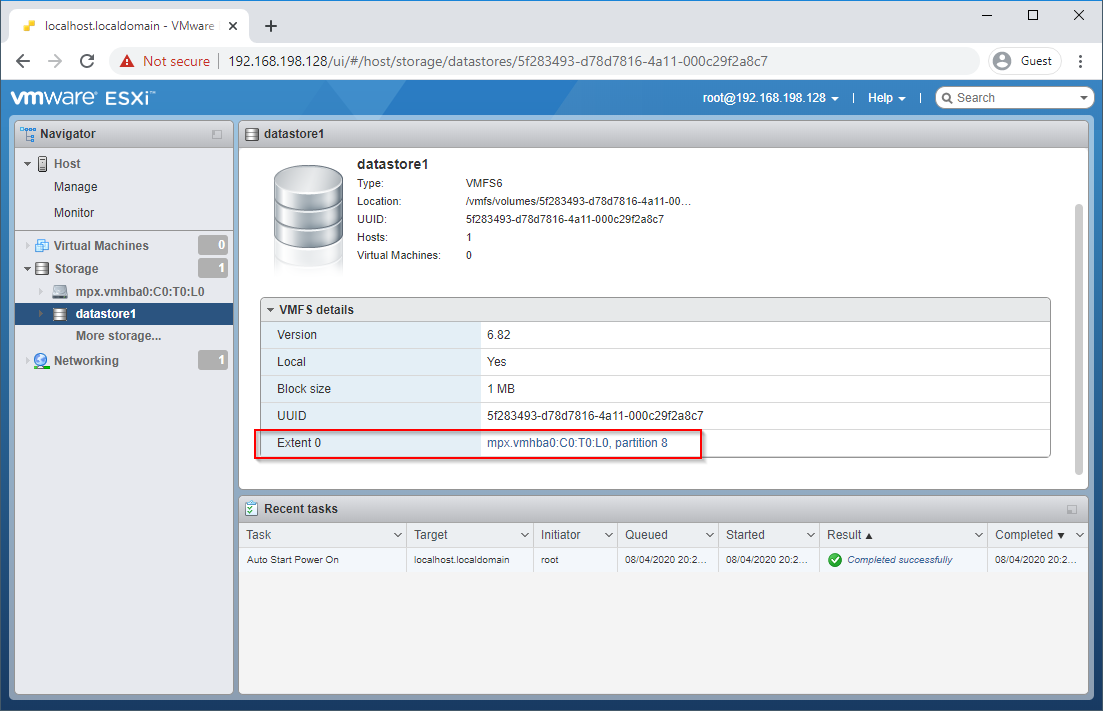 localhost.localdomain - VMware
Not secure
192.168.198.128/ui/#/host/storage/datastores/5f283493-d78d7816-4a11-000c29f2a8c7
Guest
vmware ESXi™
root@192.168.198.128
Help
Search
Navigator
Host
Manage
Monitor
Virtual Machines 0
Storage 1
mpx.vmhba0:C0:T0:L0
datastore1
More storage...
Networking 1
datastore1
datastore1
Type: VMFS6
Location: /vmfs/volumes/5f283493-d78d7816-4a11-00...
UUID: 5f283493-d78d7816-4a11-000c29f2a8c7
Hosts: 1
Virtual Machines: 0
VMFS details
Version 6.82
Local Yes
Block size 1 MB
UUID 5f283493-d78d7816-4a11-000c29f2a8c7
Extent 0 mpx.vmhba0:C0:T0:L0, partition 8
Recent tasks
Task Target Initiator Queued Started Result ▲ Completed ▼
Auto Start Power On localhost.localdomain root 08/04/2020 20:2... 08/04/2020 20:2... Completed successfully 08/04/2020 20:2...